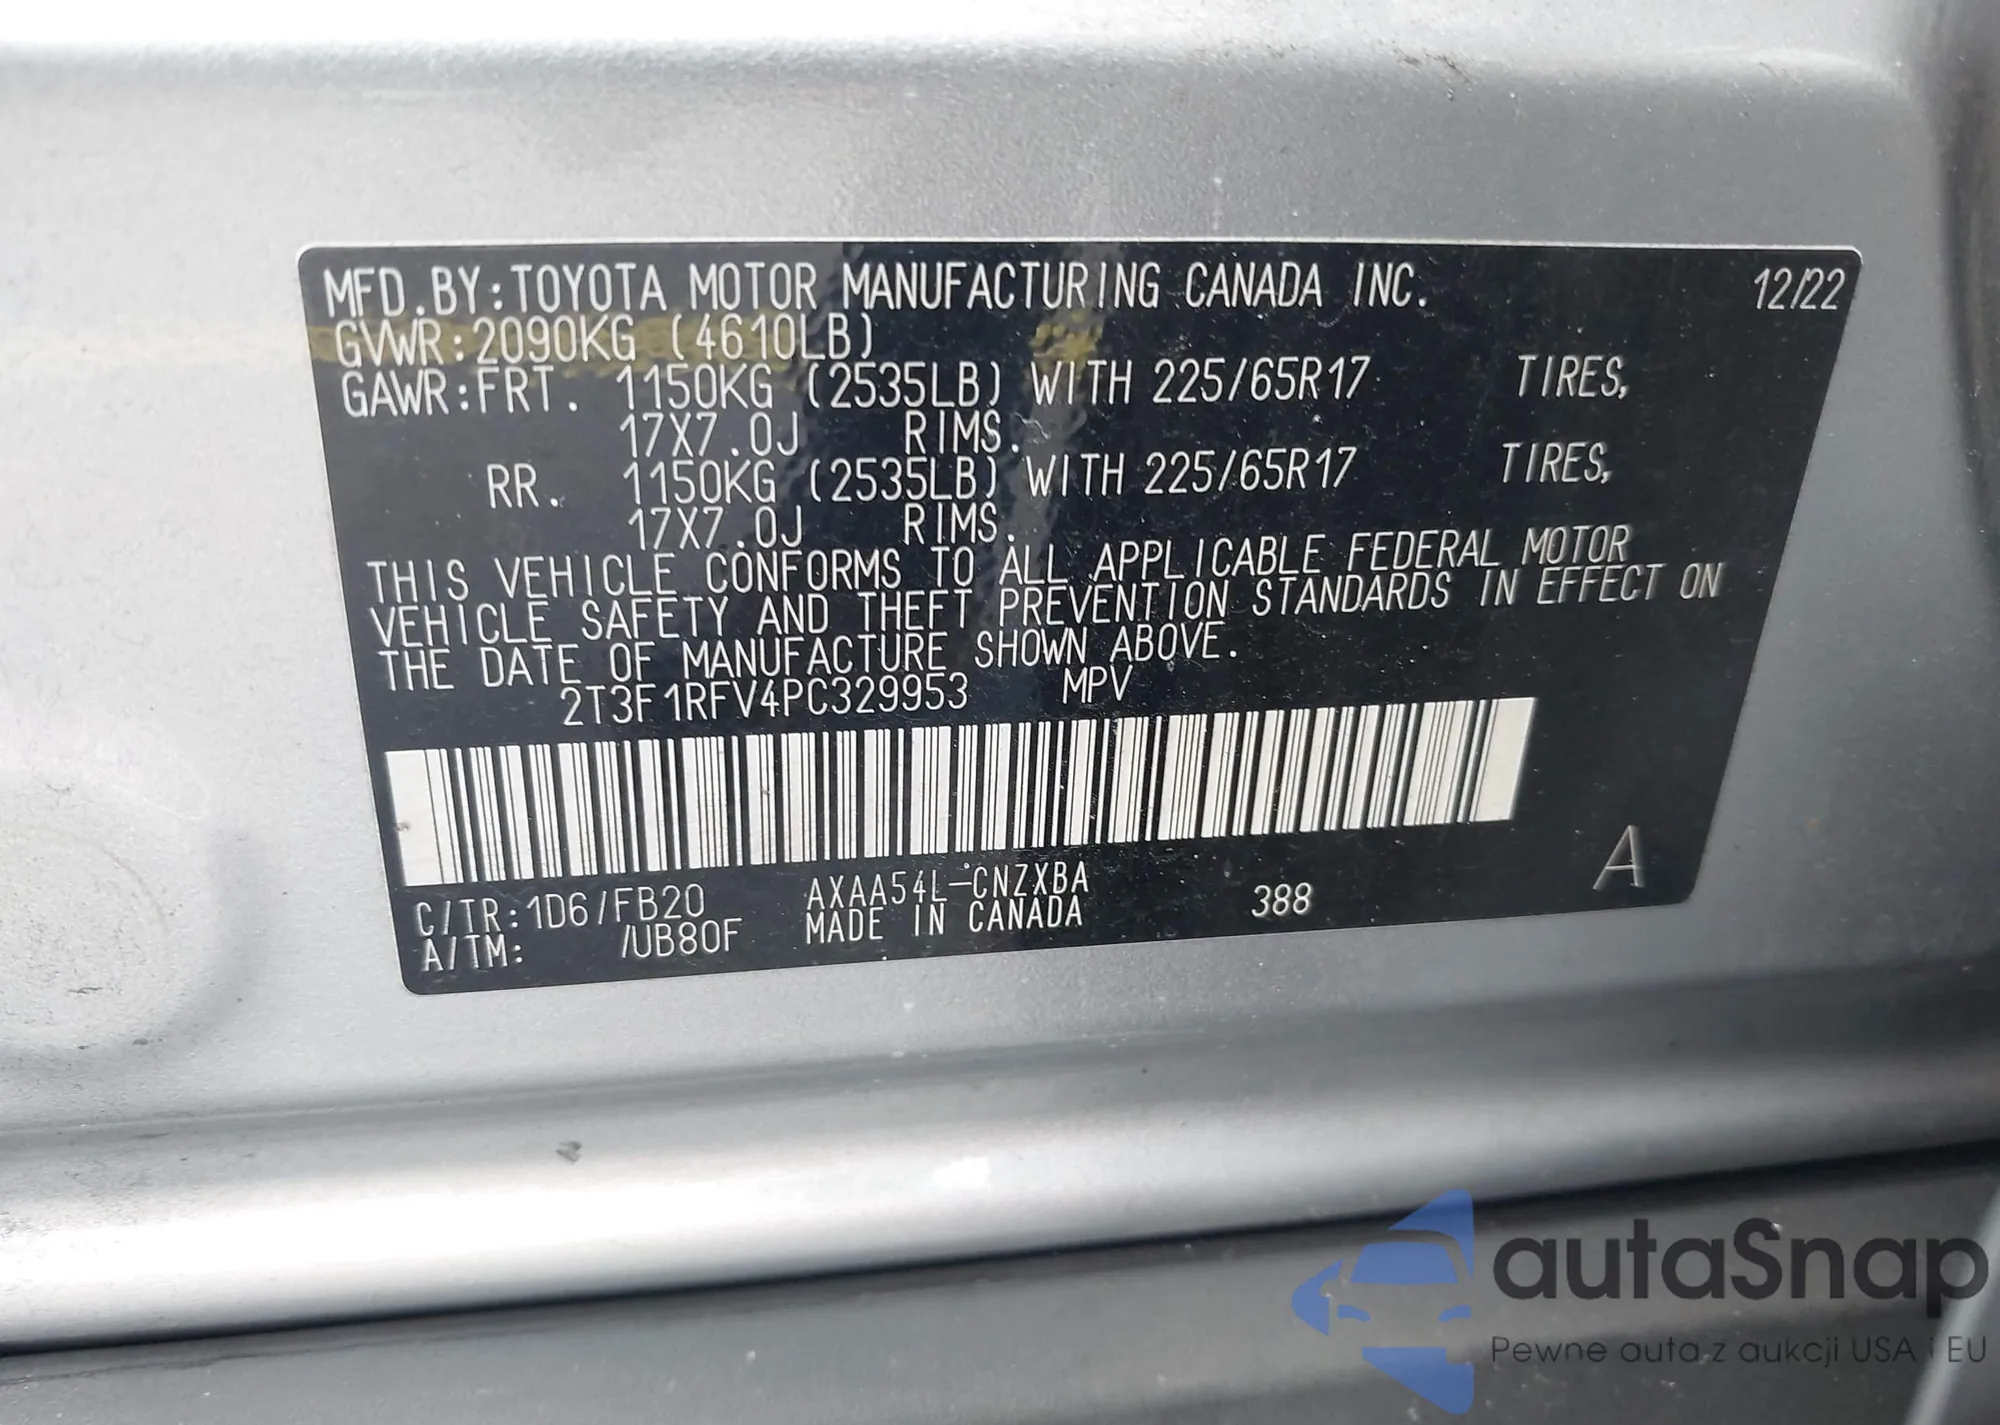 MFD.BY:TOYOTA MOTOR MANUFACTURING CANADA INC. 12/22
GVWR:2090KG (4610LB)
GAWR:FRT. 1150KG (2535LB) WITH 225/65R17 TIRES,
17X7.0J RIMS.
RR. 1150KG (2535LB) WITH 225/65R17 TIRES,
17X7.0J RIMS.
THIS VEHICLE CONFORMS TO ALL APPLICABLE FEDERAL MOTOR
VEHICLE SAFETY AND THEFT PREVENTION STANDARDS IN EFFECT ON
THE DATE OF MANUFACTURE SHOWN ABOVE.
2T3F1RFV4PC329953 MPV
C/TR:1D6/FB20 AXAA54L-CNZXBA 388 A
A/TM: /UB80F MADE IN CANADA
autaSnap
Pewne auta z aukcji USA i EU